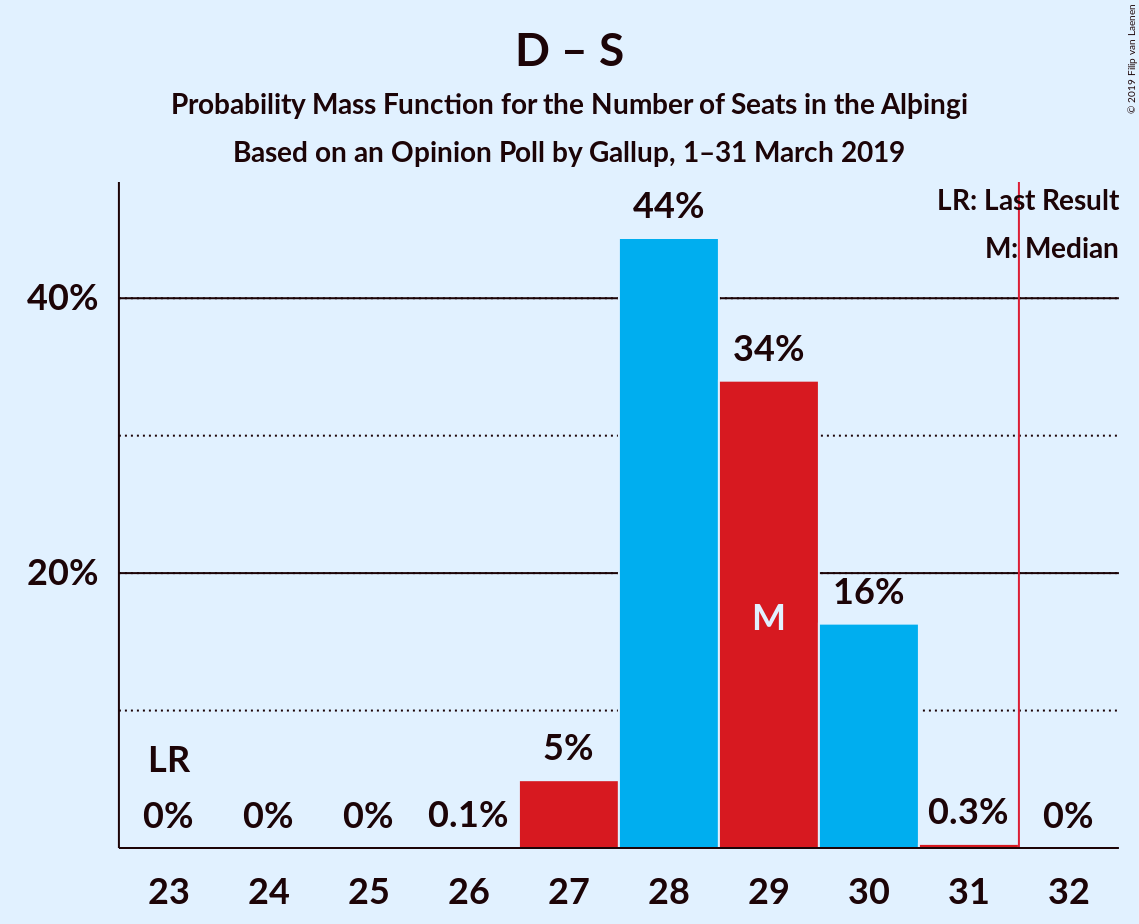 D – S
Probability Mass Function for the Number of Seats in the Alþingi
Based on an Opinion Poll by Gallup, 1–31 March 2019
© 2019 Filip van Laenen
LR: Last Result
M: Median
44%
40%
34%
20%
16%
M
5%
LR
0%
0%
0%
0.1%
0.3%
0%
23
24
25
26
27
28
29
30
31
32